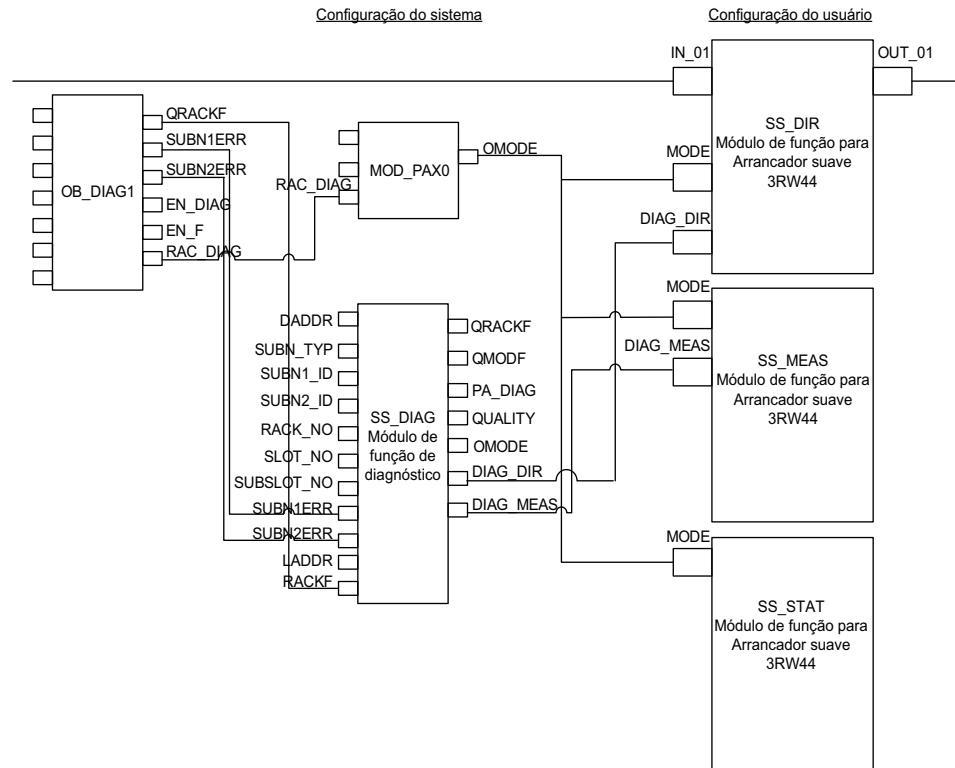 Configuração do sistema
Configuração do usuário
IN_01
OUT_01
SS_DIR
Módulo de função para
Arrancador suave
3RW44
MODE
DIAG_DIR
OB_DIAG1
QRACKF
SUBN1ERR
SUBN2ERR
EN_DIAG
EN_F
RAC_DIAG
RAC_DIAG
MOD_PAX0
OMODE
MODE
DIAG_MEAS
SS_MEAS
Módulo de função para
Arrancador suave
3RW44
DADDR
SUBN_TYP
SUBN1_ID
SUBN2_ID
RACK_NO
SLOT_NO
SUBSLOT_NO
SUBN1ERR
SUBN2ERR
LADDR
RACKF
SS_DIAG
Módulo de
função de
diagnóstico
QRACKF
QMODF
PA_DIAG
QUALITY
OMODE
DIAG_DIR
DIAG_MEAS
MODE
SS_STAT
Módulo de função para
Arrancador suave
3RW44